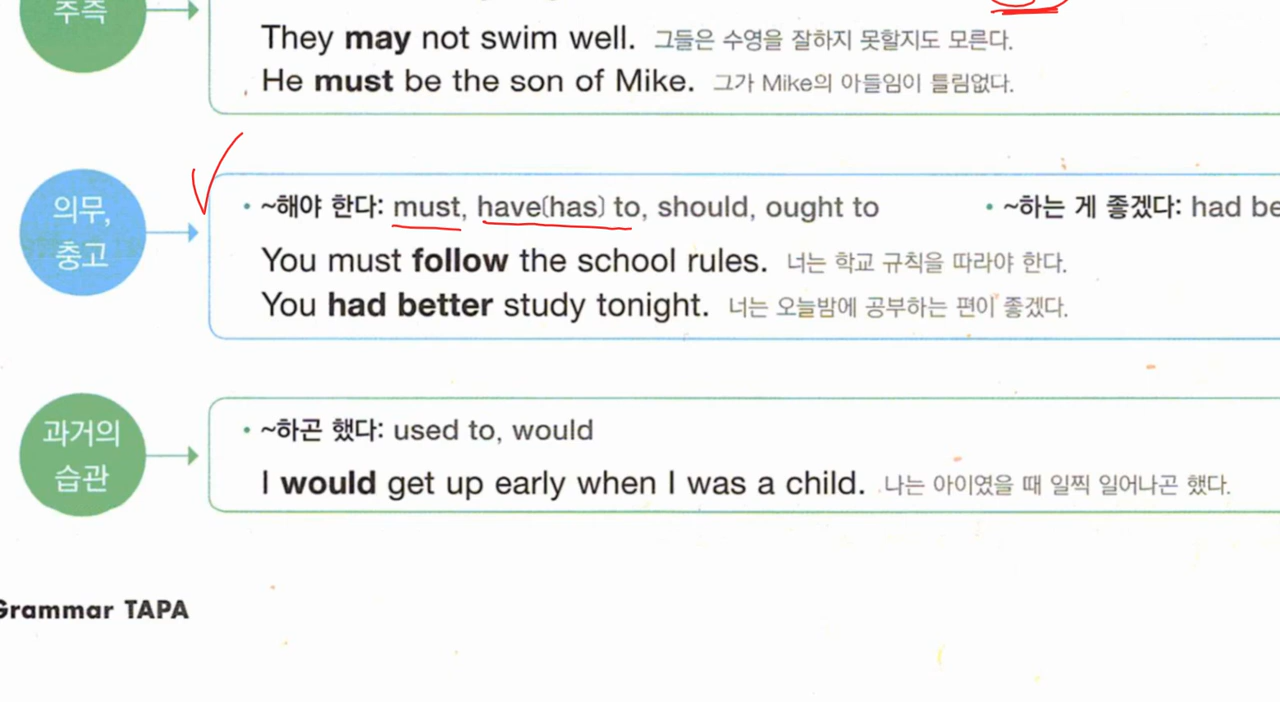 추측
They may not swim well. 그들은 수영을 잘하지 못할지도 모른다.
He must be the son of Mike. 그가 Mike의 아들임이 틀림없다.
의무,
충고
• ~해야 한다: must, have(has) to, should, ought to • ~하는 게 좋겠다: had be
You must follow the school rules. 너는 학교 규칙을 따라야 한다.
You had better study tonight. 너는 오늘밤에 공부하는 편이 좋겠다.
과거의
습관
• ~하곤 했다: used to, would
I would get up early when I was a child. 나는 아이였을 때 일찍 일어나곤 했다.
Grammar TAPA